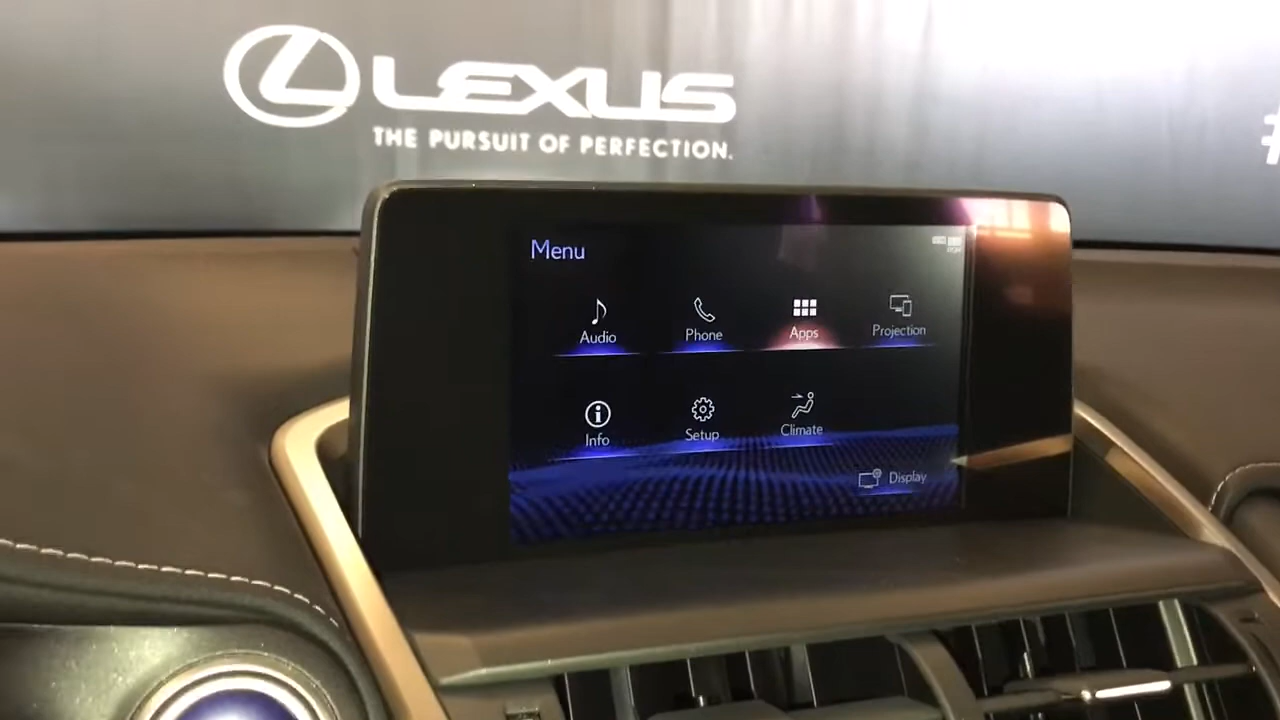 LEXUS
THE PURSUIT OF PERFECTION.
#
Menu
Audio
Phone
Apps
Projection
Info
Setup
Climate
Display